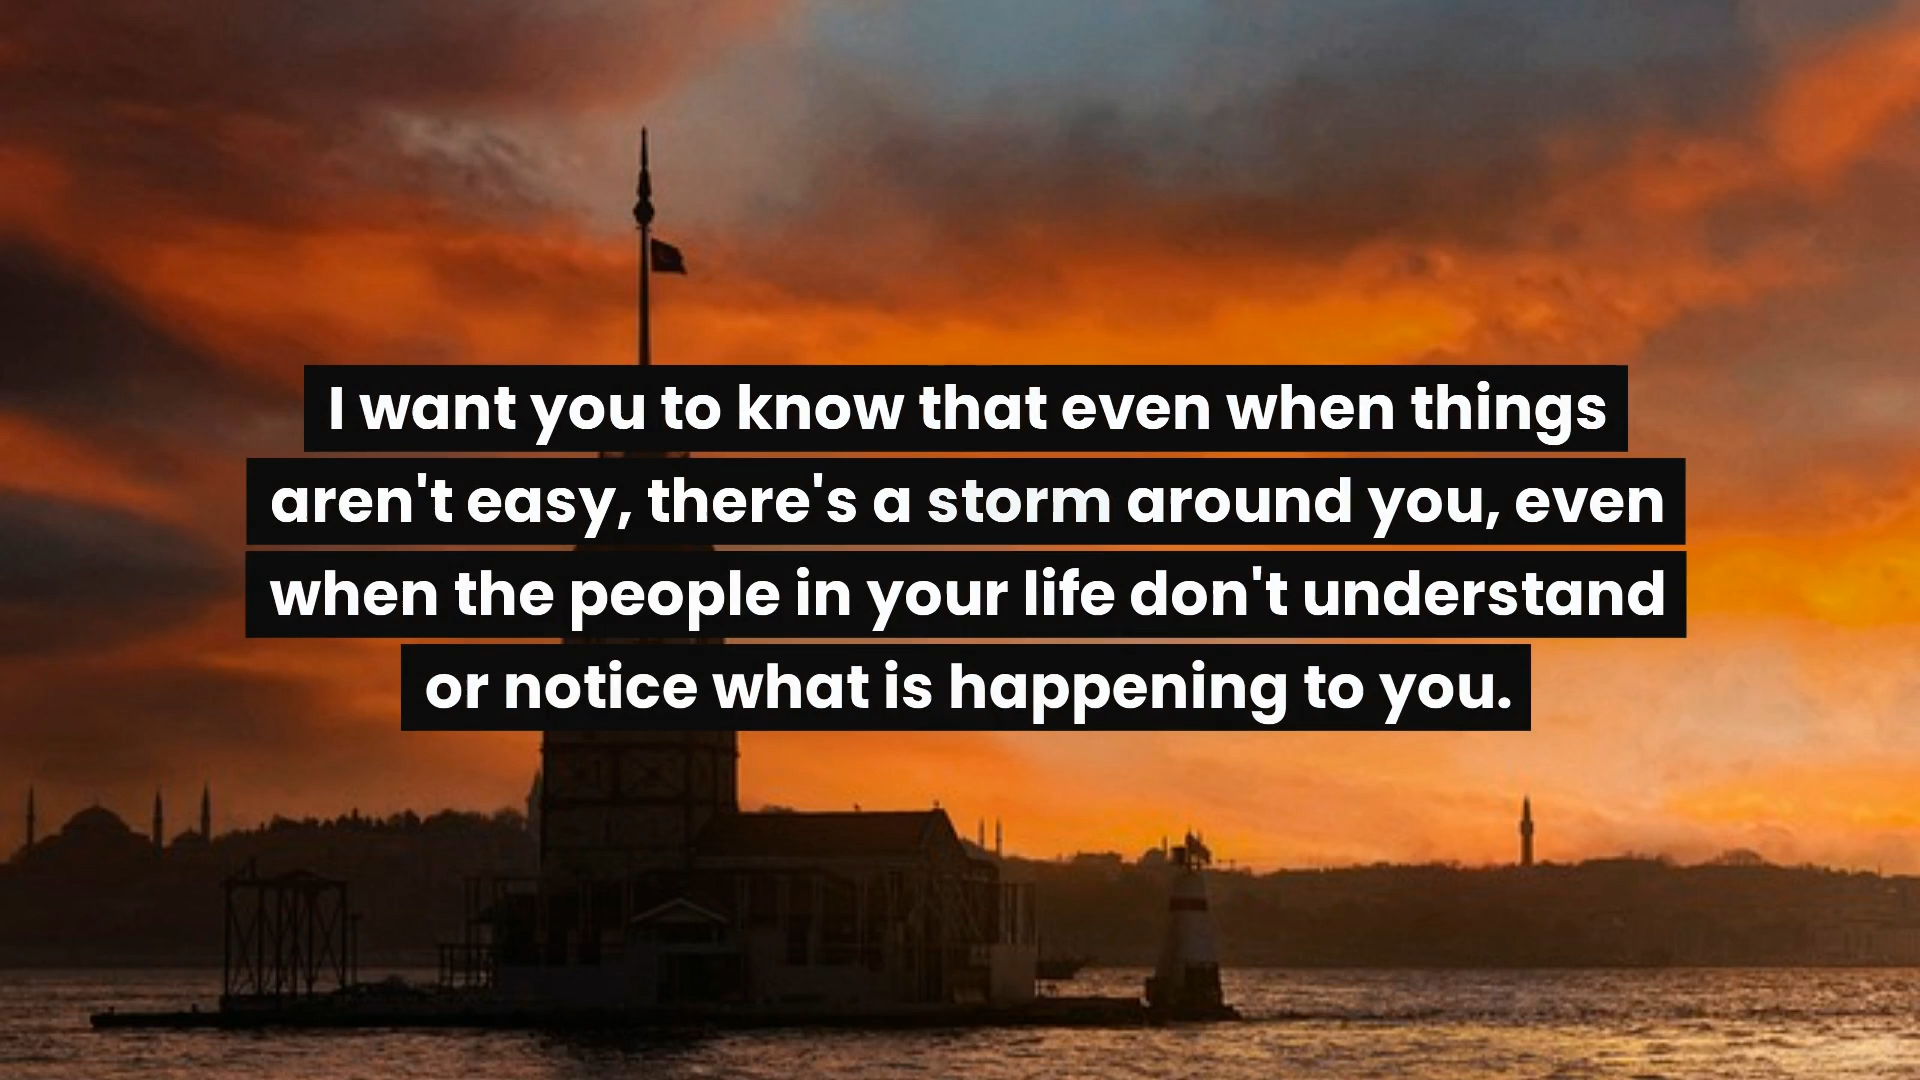 I want you to know that even when things
aren't easy, there's a storm around you, even
when the people in your life don't understand
or notice what is happening to you.